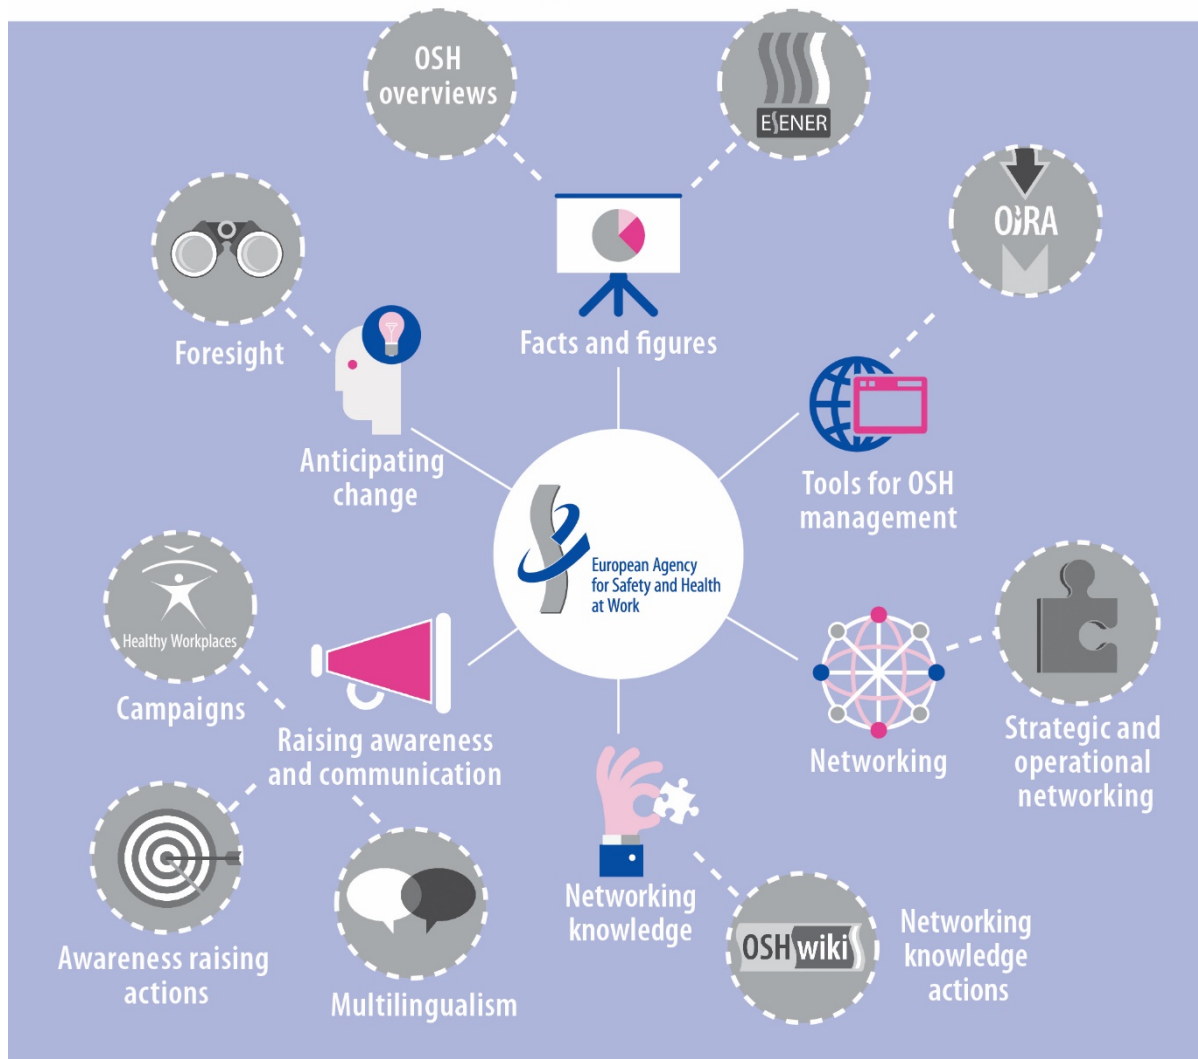 OSH
overviews
ESENER
OiRA
Foresight
Facts and figures
Anticipating
change
Tools for OSH
management
European Agency
for Safety and Health
at Work
Healthy Workplaces
Campaigns
Raising awareness
and communication
Networking
Strategic and
operational
networking
Awareness raising
actions
Multilingualism
Networking
knowledge
OSHwiki
Networking
knowledge
actions